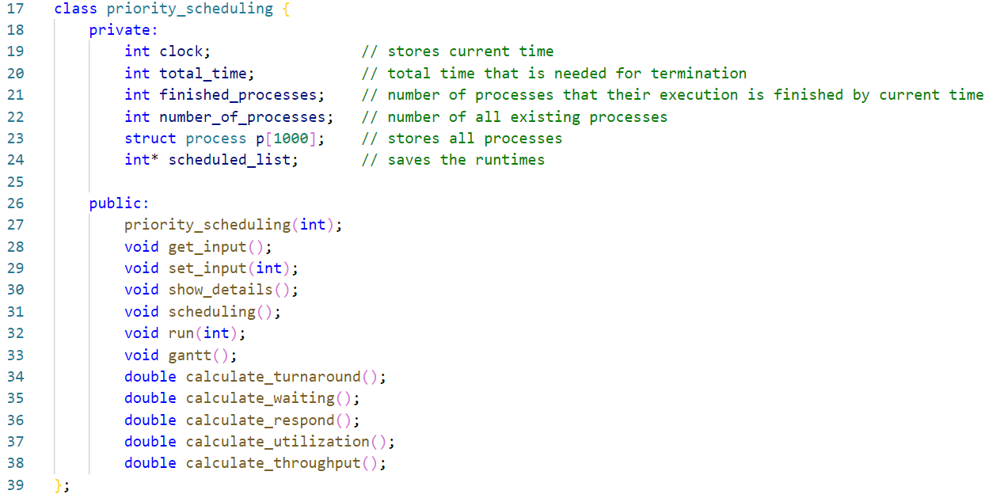 17 class priority_scheduling {
18 private:
19 int clock; // stores current time
20 int total_time; // total time that is needed for termination
21 int finished_processes; // number of processes that their execution is finished by current time
22 int number_of_processes; // number of all existing processes
23 struct process p[1000]; // stores all processes
24 int* scheduled_list; // saves the runtimes
25
26 public:
27 priority_scheduling(int);
28 void get_input();
29 void set_input(int);
30 void show_details();
31 void scheduling();
32 void run(int);
33 void gantt();
34 double calculate_turnaround();
35 double calculate_waiting();
36 double calculate_respond();
37 double calculate_utilization();
38 double calculate_throughput();
39 };